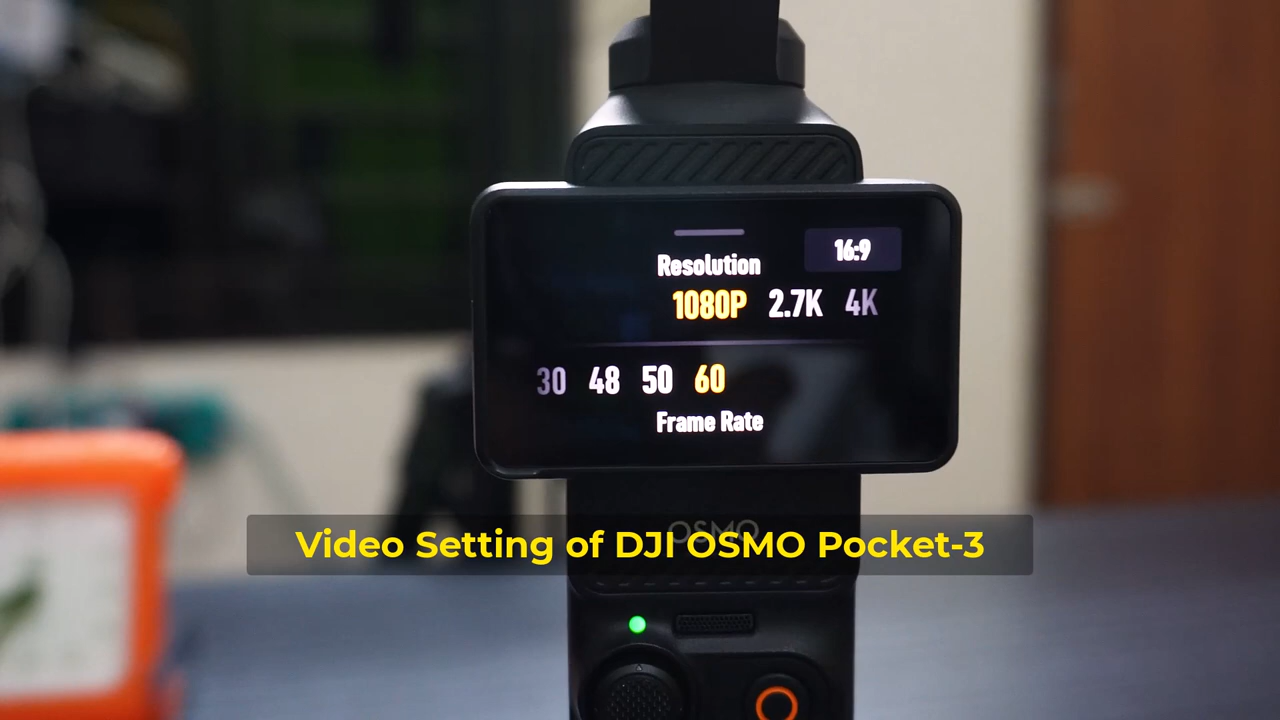 16:9
Resolution
1080P 2.7K 4K
30 48 50 60
Frame Rate
OSMO
Video Setting of DJI OSMO Pocket-3